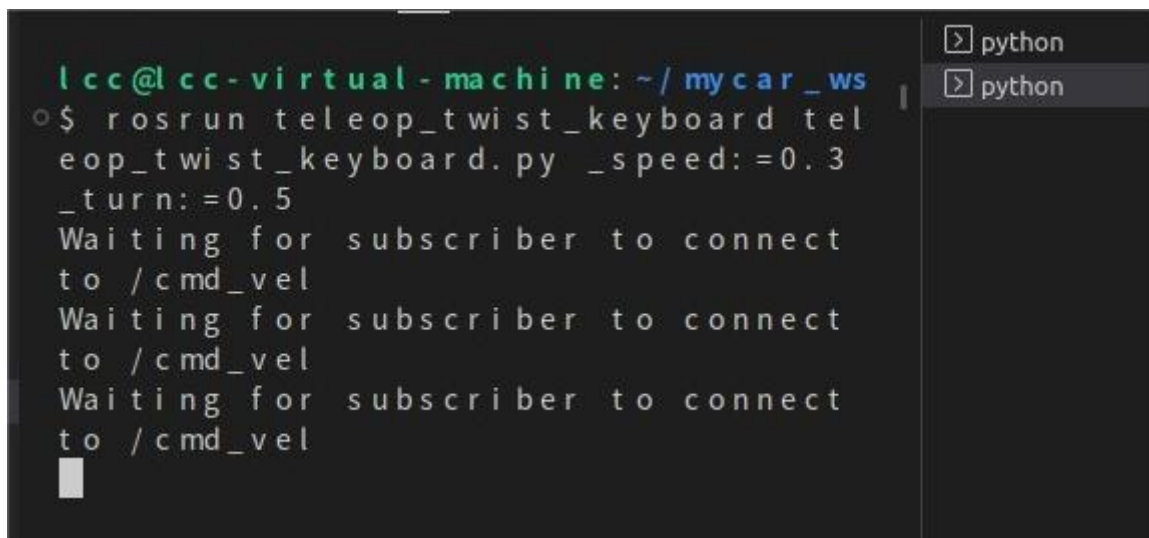 lcc@lcc-virtual-machine:~/mycar_ws
$ rosrun teleop_twist_keyboard tel
eop_twist_keyboard.py _speed:=0.3
_turn:=0.5
Waiting for subscriber to connect
to /cmd_vel
Waiting for subscriber to connect
to /cmd_vel
Waiting for subscriber to connect
to /cmd_vel
python
python